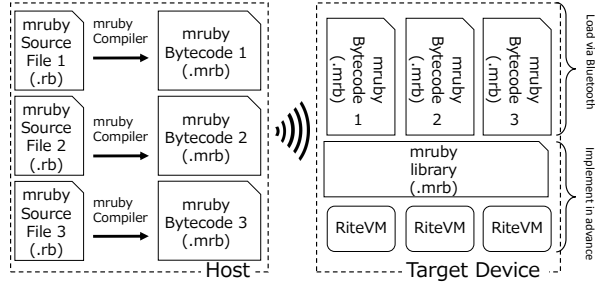 mruby
Source
File 1
(.rb)
mruby
Compiler
mruby
Bytecode 1
(.mrb)
mruby
Source
File 2
(.rb)
mruby
Compiler
mruby
Bytecode 2
(.mrb)
mruby
Source
File 3
(.rb)
mruby
Compiler
mruby
Bytecode 3
(.mrb)
Host
mruby
Bytecode
(.mrb)
1
mruby
Bytecode
(.mrb)
2
mruby
Bytecode
(.mrb)
3
mruby
library
(.mrb)
RiteVM
RiteVM
RiteVM
Target Device
Load via Bluetooth
Implement in advance